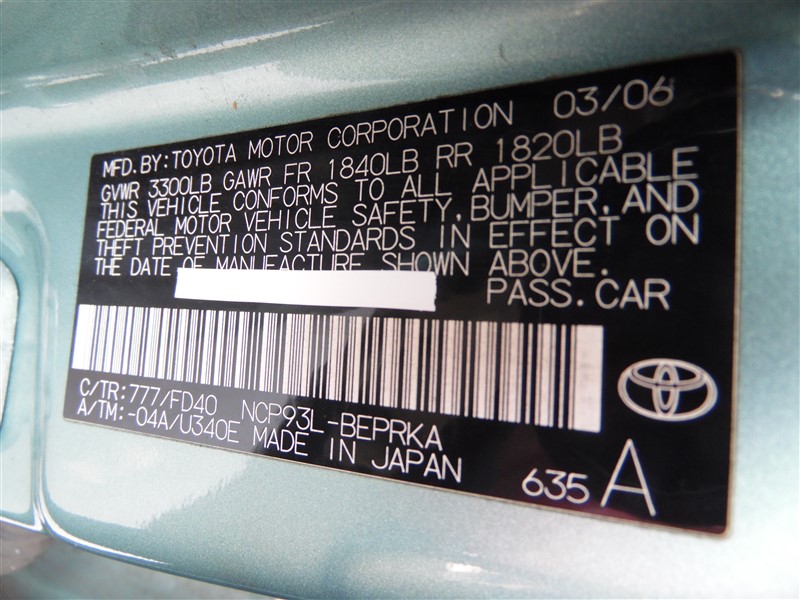 MFD.BY:TOYOTA MOTOR CORPORATION 03/06
GVWR 3300LB GAWR FR 1840LB RR 1820LB
THIS VEHICLE CONFORMS TO ALL APPLICABLE
FEDERAL MOTOR VEHICLE SAFETY,BUMPER,AND
THEFT PREVENTION STANDARDS IN EFFECT ON
THE DATE OF MANUFACTURE SHOWN ABOVE.
PASS.CAR
C/TR:777/FD40 NCP93L-BEPRKA
A/TM:-04A/U340E MADE IN JAPAN
635 A